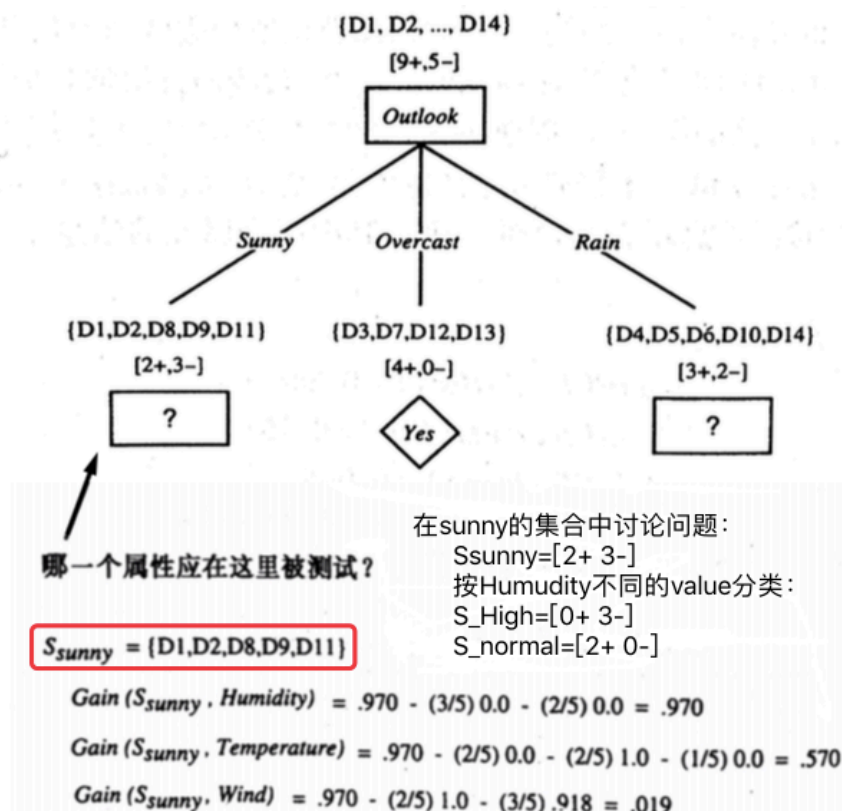 {D1, D2, ..., D14}
[9+,5−]
Outlook
Sunny Overcast Rain
{D1,D2,D8,D9,D11} {D3,D7,D12,D13} {D4,D5,D6,D10,D14}
[2+,3−] [4+,0−] [3+,2−]
? Yes ?
哪一个属性应在这里被测试?
在sunny的集合中讨论问题:
Ssunny=[2+ 3-]
按Humudity不同的value分类:
S_High=[0+ 3-]
S_normal=[2+ 0-]
Ssunny = {D1,D2,D8,D9,D11}
Gain (Ssunny , Humidity) = .970 - (3/5) 0.0 - (2/5) 0.0 = .970
Gain (Ssunny , Temperature) = .970 - (2/5) 0.0 - (2/5) 1.0 - (1/5) 0.0 = .570
Gain (Ssunny, Wind) = .970 - (2/5) 1.0 - (3/5) .918 = .019